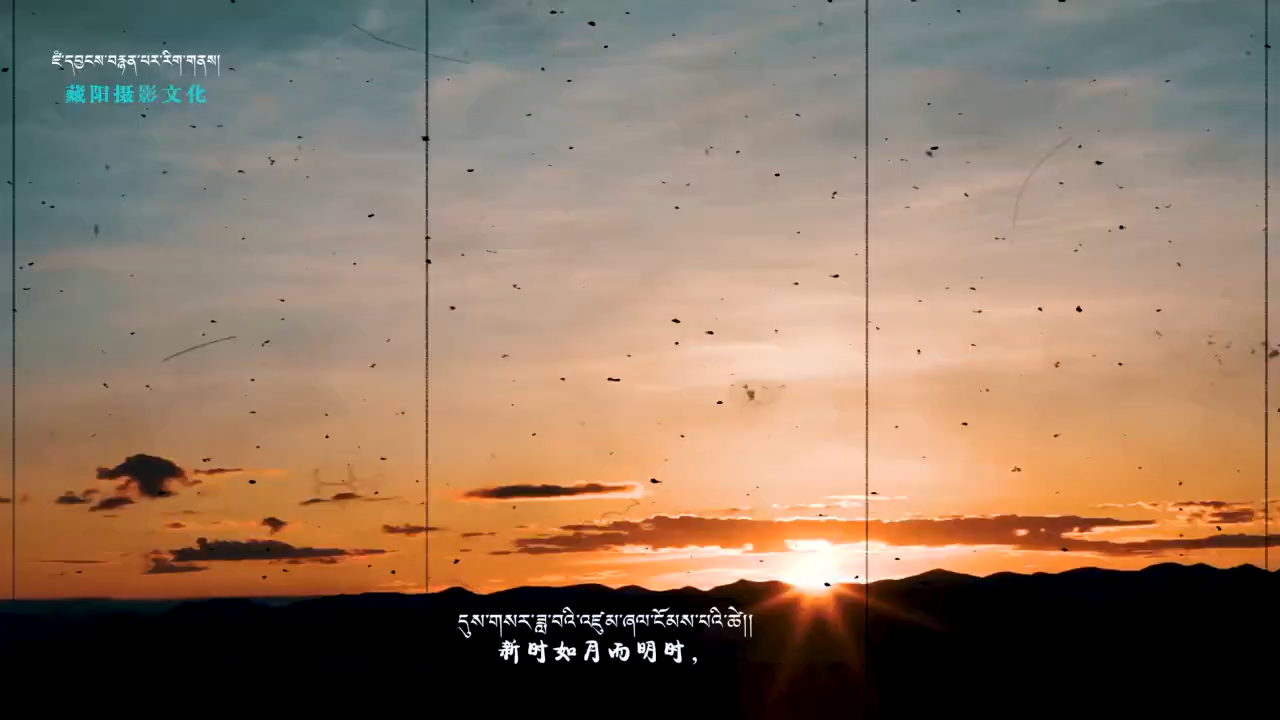 ཛཾ་དབྱངས་བརྙན་པར་རིག་གནས།
藏阳摄影文化
དུས་གསར་ཟླ་བའི་འཛུམ་ཞལ་ངོམས་པའི་ཚེ།།
新时如月而明时，